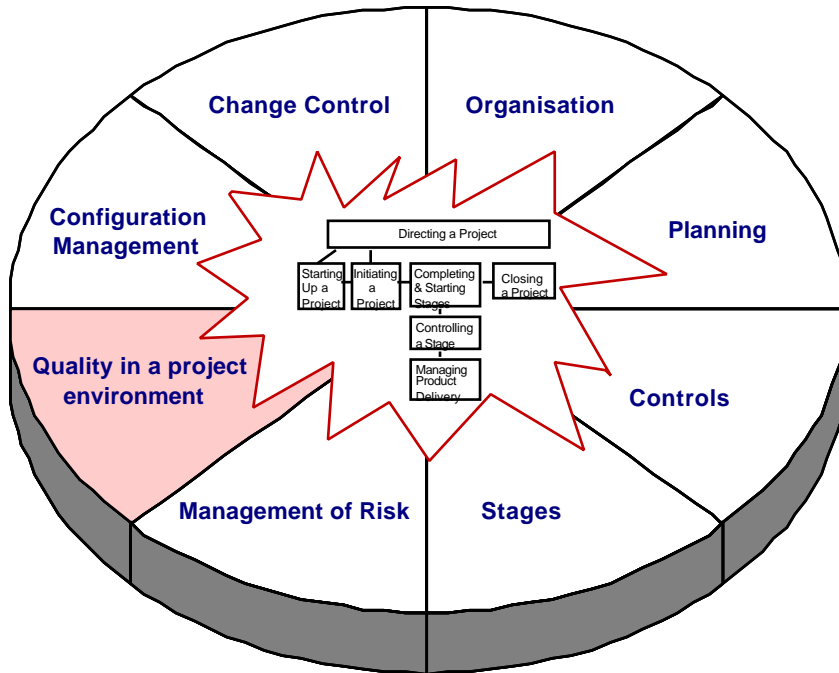 Change Control
Organisation
Configuration
Management
Planning
Directing a Project
Starting
Up a
Project
Initiating
a
Project
Completing
& Starting
Stages
Closing
a Project
Controlling
a Stage
Managing
Product
Delivery
Quality in a project
environment
Controls
Management of Risk
Stages